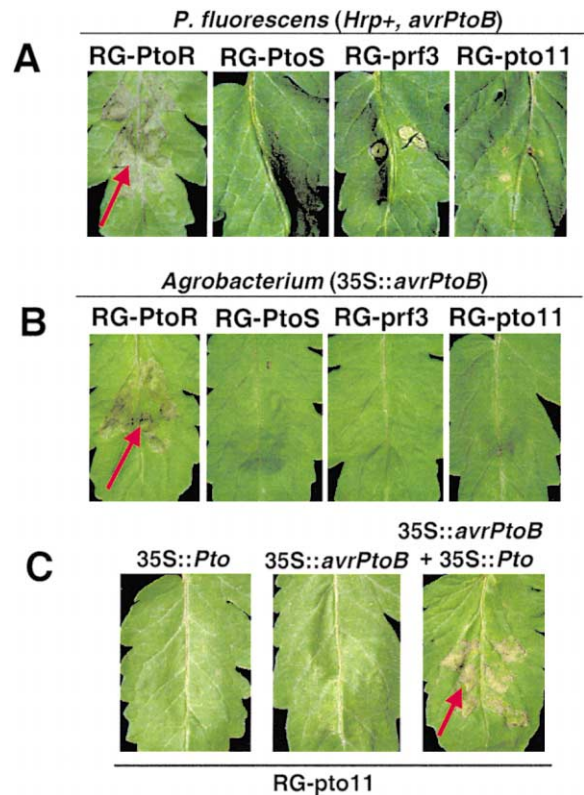 P. fluorescens (Hrp+, avrPtoB)
A
RG-PtoR RG-PtoS RG-prf3 RG-pto11
Agrobacterium (35S::avrPtoB)
B
RG-PtoR RG-PtoS RG-prf3 RG-pto11
C
35S::Pto 35S::avrPtoB 35S::avrPtoB
+ 35S::Pto
RG-pto11